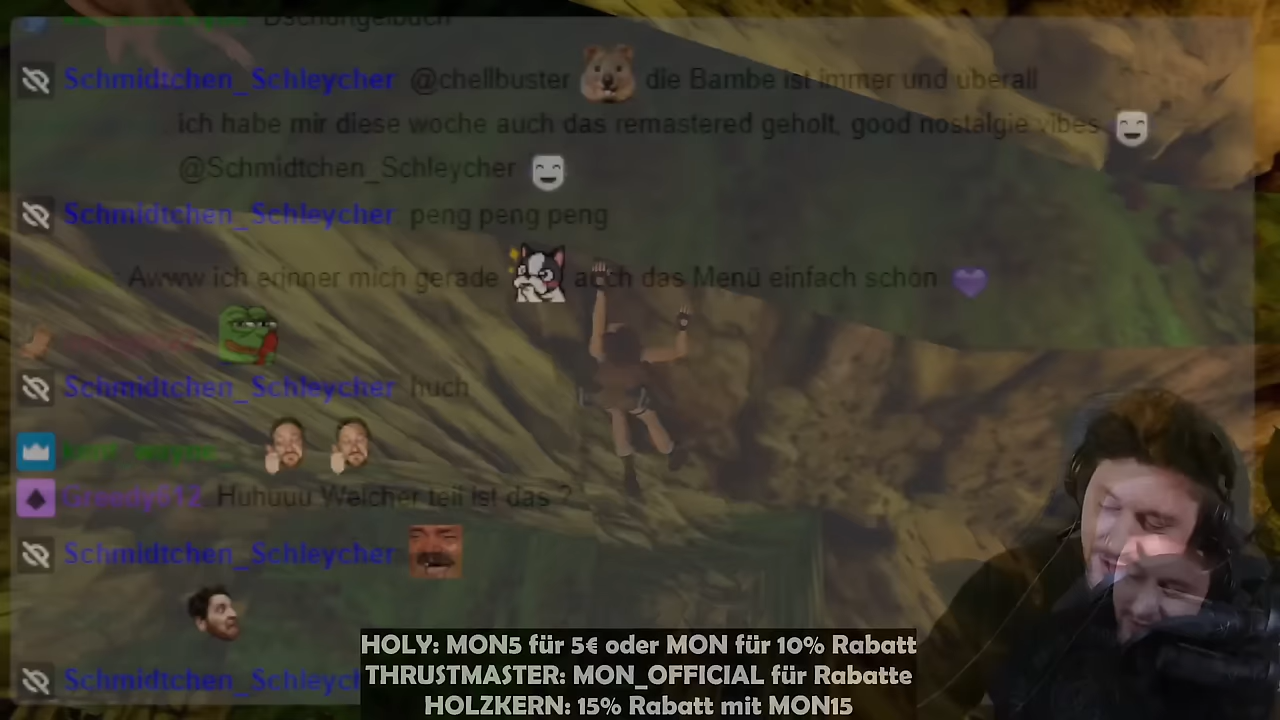 Dschungelbuch
Schmidtchen_Schleycher @chellbuster die Bambe ist immer und überall
ich habe mir diese woche auch das remastered geholt, good nostalgie vibes
@Schmidtchen_Schleycher
Schmidtchen_Schleycher peng peng peng
Awww ich erinner mich gerade auch das Menü einfach schön
Schmidtchen_Schleycher huch
Greedy672 Huhuuu Welcher teil ist das ?
Schmidtchen_Schleycher
Schmidtchen_Schleyc
HOLY: MON5 für 5€ oder MON für 10% Rabatt
THRUSTMASTER: MON_OFFICIAL für Rabatte
HOLZKERN: 15% Rabatt mit MON15